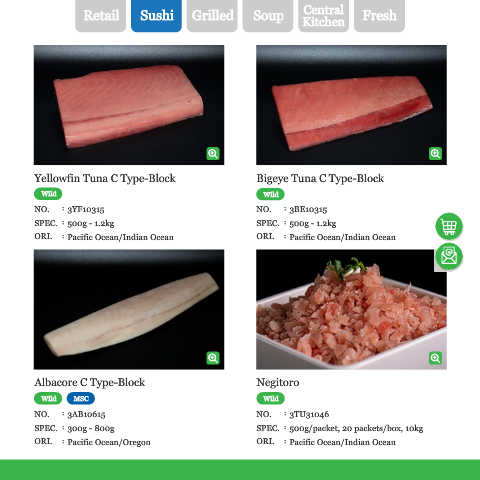 Retail
Sushi
Grilled
Soup
Central
Kitchen
Fresh
Yellowfin Tuna C Type-Block
Wild
NO. : 3YF10315
SPEC. : 500g - 1.2kg
ORI. : Pacific Ocean/Indian Ocean
Bigeye Tuna C Type-Block
Wild
NO. : 3BE10315
SPEC. : 500g - 1.2kg
ORI. : Pacific Ocean/Indian Ocean
Albacore C Type-Block
Wild MSC
NO. : 3AB10615
SPEC. : 300g - 800g
ORI. : Pacific Ocean/Oregon
Negitoro
Wild
NO. : 3TU31046
SPEC. : 500g/packet, 20 packets/box, 10kg
ORI. : Pacific Ocean/Indian Ocean